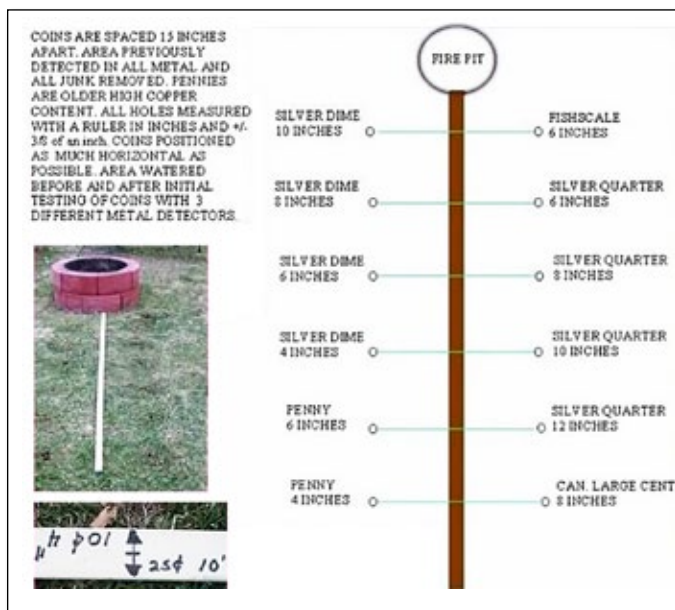 COINS ARE SPACED 15 INCHES
APART. AREA PREVIOUSLY
DETECTED IN ALL METAL AND
ALL JUNK REMOVED. PENNIES
ARE OLDER HIGH COPPER
CONTENT. ALL HOLES MEASURED
WITH A RULER IN INCHES AND +/-
3/8 of an inch. COINS POSITIONED
AS MUCH HORIZONTAL AS
POSSIBLE. AREA WATERED
BEFORE AND AFTER INITIAL
TESTING OF COINS WITH 3
DIFFERENT METAL DETECTORS.
FIRE PIT
SILVER DIME
10 INCHES
FISHSCALE
6 INCHES
SILVER DIME
8 INCHES
SILVER QUARTER
6 INCHES
SILVER DIME
6 INCHES
SILVER QUARTER
8 INCHES
SILVER DIME
4 INCHES
SILVER QUARTER
10 INCHES
PENNY
6 INCHES
SILVER QUARTER
12 INCHES
PENNY
4 INCHES
CAN. LARGE CENT
8 INCHES
10¢ 4"
25¢ 10"